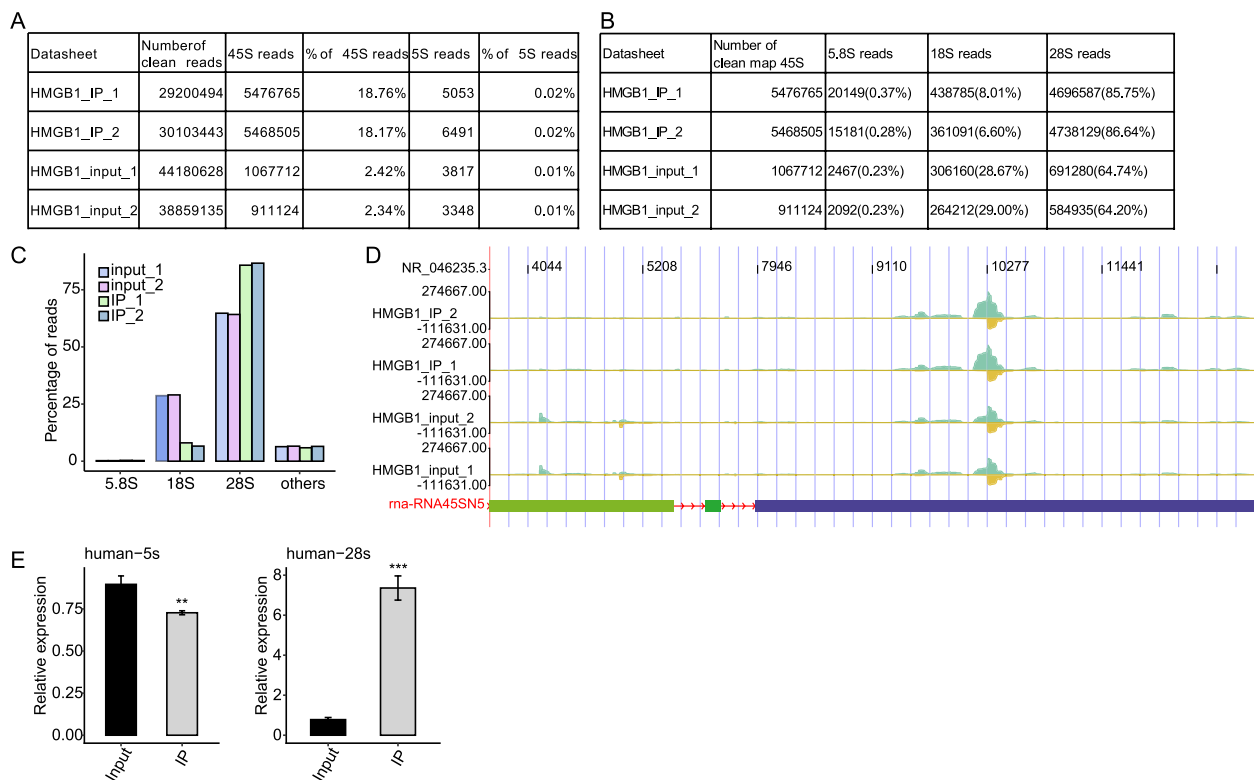 A
Datasheet Number of clean reads 45S reads % of 45S reads 5S reads % of 5S reads
HMGB1_IP_1 29200494 5476765 18.76% 5053 0.02%
HMGB1_IP_2 30103443 5468505 18.17% 6491 0.02%
HMGB1_input_1 44180628 1067712 2.42% 3817 0.01%
HMGB1_input_2 38859135 911124 2.34% 3348 0.01%
B
Datasheet Number of clean map 45S 5.8S reads 18S reads 28S reads
HMGB1_IP_1 5476765 20149(0.37%) 438785(8.01%) 4696587(85.75%)
HMGB1_IP_2 5468505 15181(0.28%) 361091(6.60%) 4738129(86.64%)
HMGB1_input_1 1067712 2467(0.23%) 306160(28.67%) 691280(64.74%)
HMGB1_input_2 911124 2092(0.23%) 264212(29.00%) 584935(64.20%)
C
Percentage of reads
75
50
25
0
input_1
input_2
IP_1
IP_2
5.8S 18S 28S others
D
NR_046235.3 4044 5208 7946 9110 10277 11441
274667.00
HMGB1_IP_2
-111631.00
274667.00
HMGB1_IP_1
-111631.00
274667.00
HMGB1_input_2
-111631.00
274667.00
HMGB1_input_1
-111631.00
rna-RNA45SN5
E
human-5s
Relative expression
0.75
0.50
0.25
0.00
**
Input IP
human-28s
Relative expression
8
6
4
2
0
***
Input IP